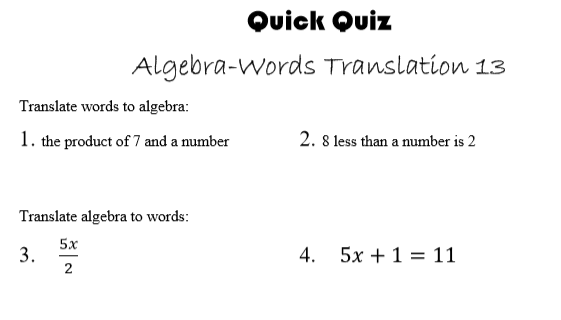 Quick Quiz
Algebra-Words Translation 13
Translate words to algebra:
1. the product of 7 and a number
2. 8 less than a number is 2
Translate algebra to words:
3. 5x/2
4. 5x + 1 = 11